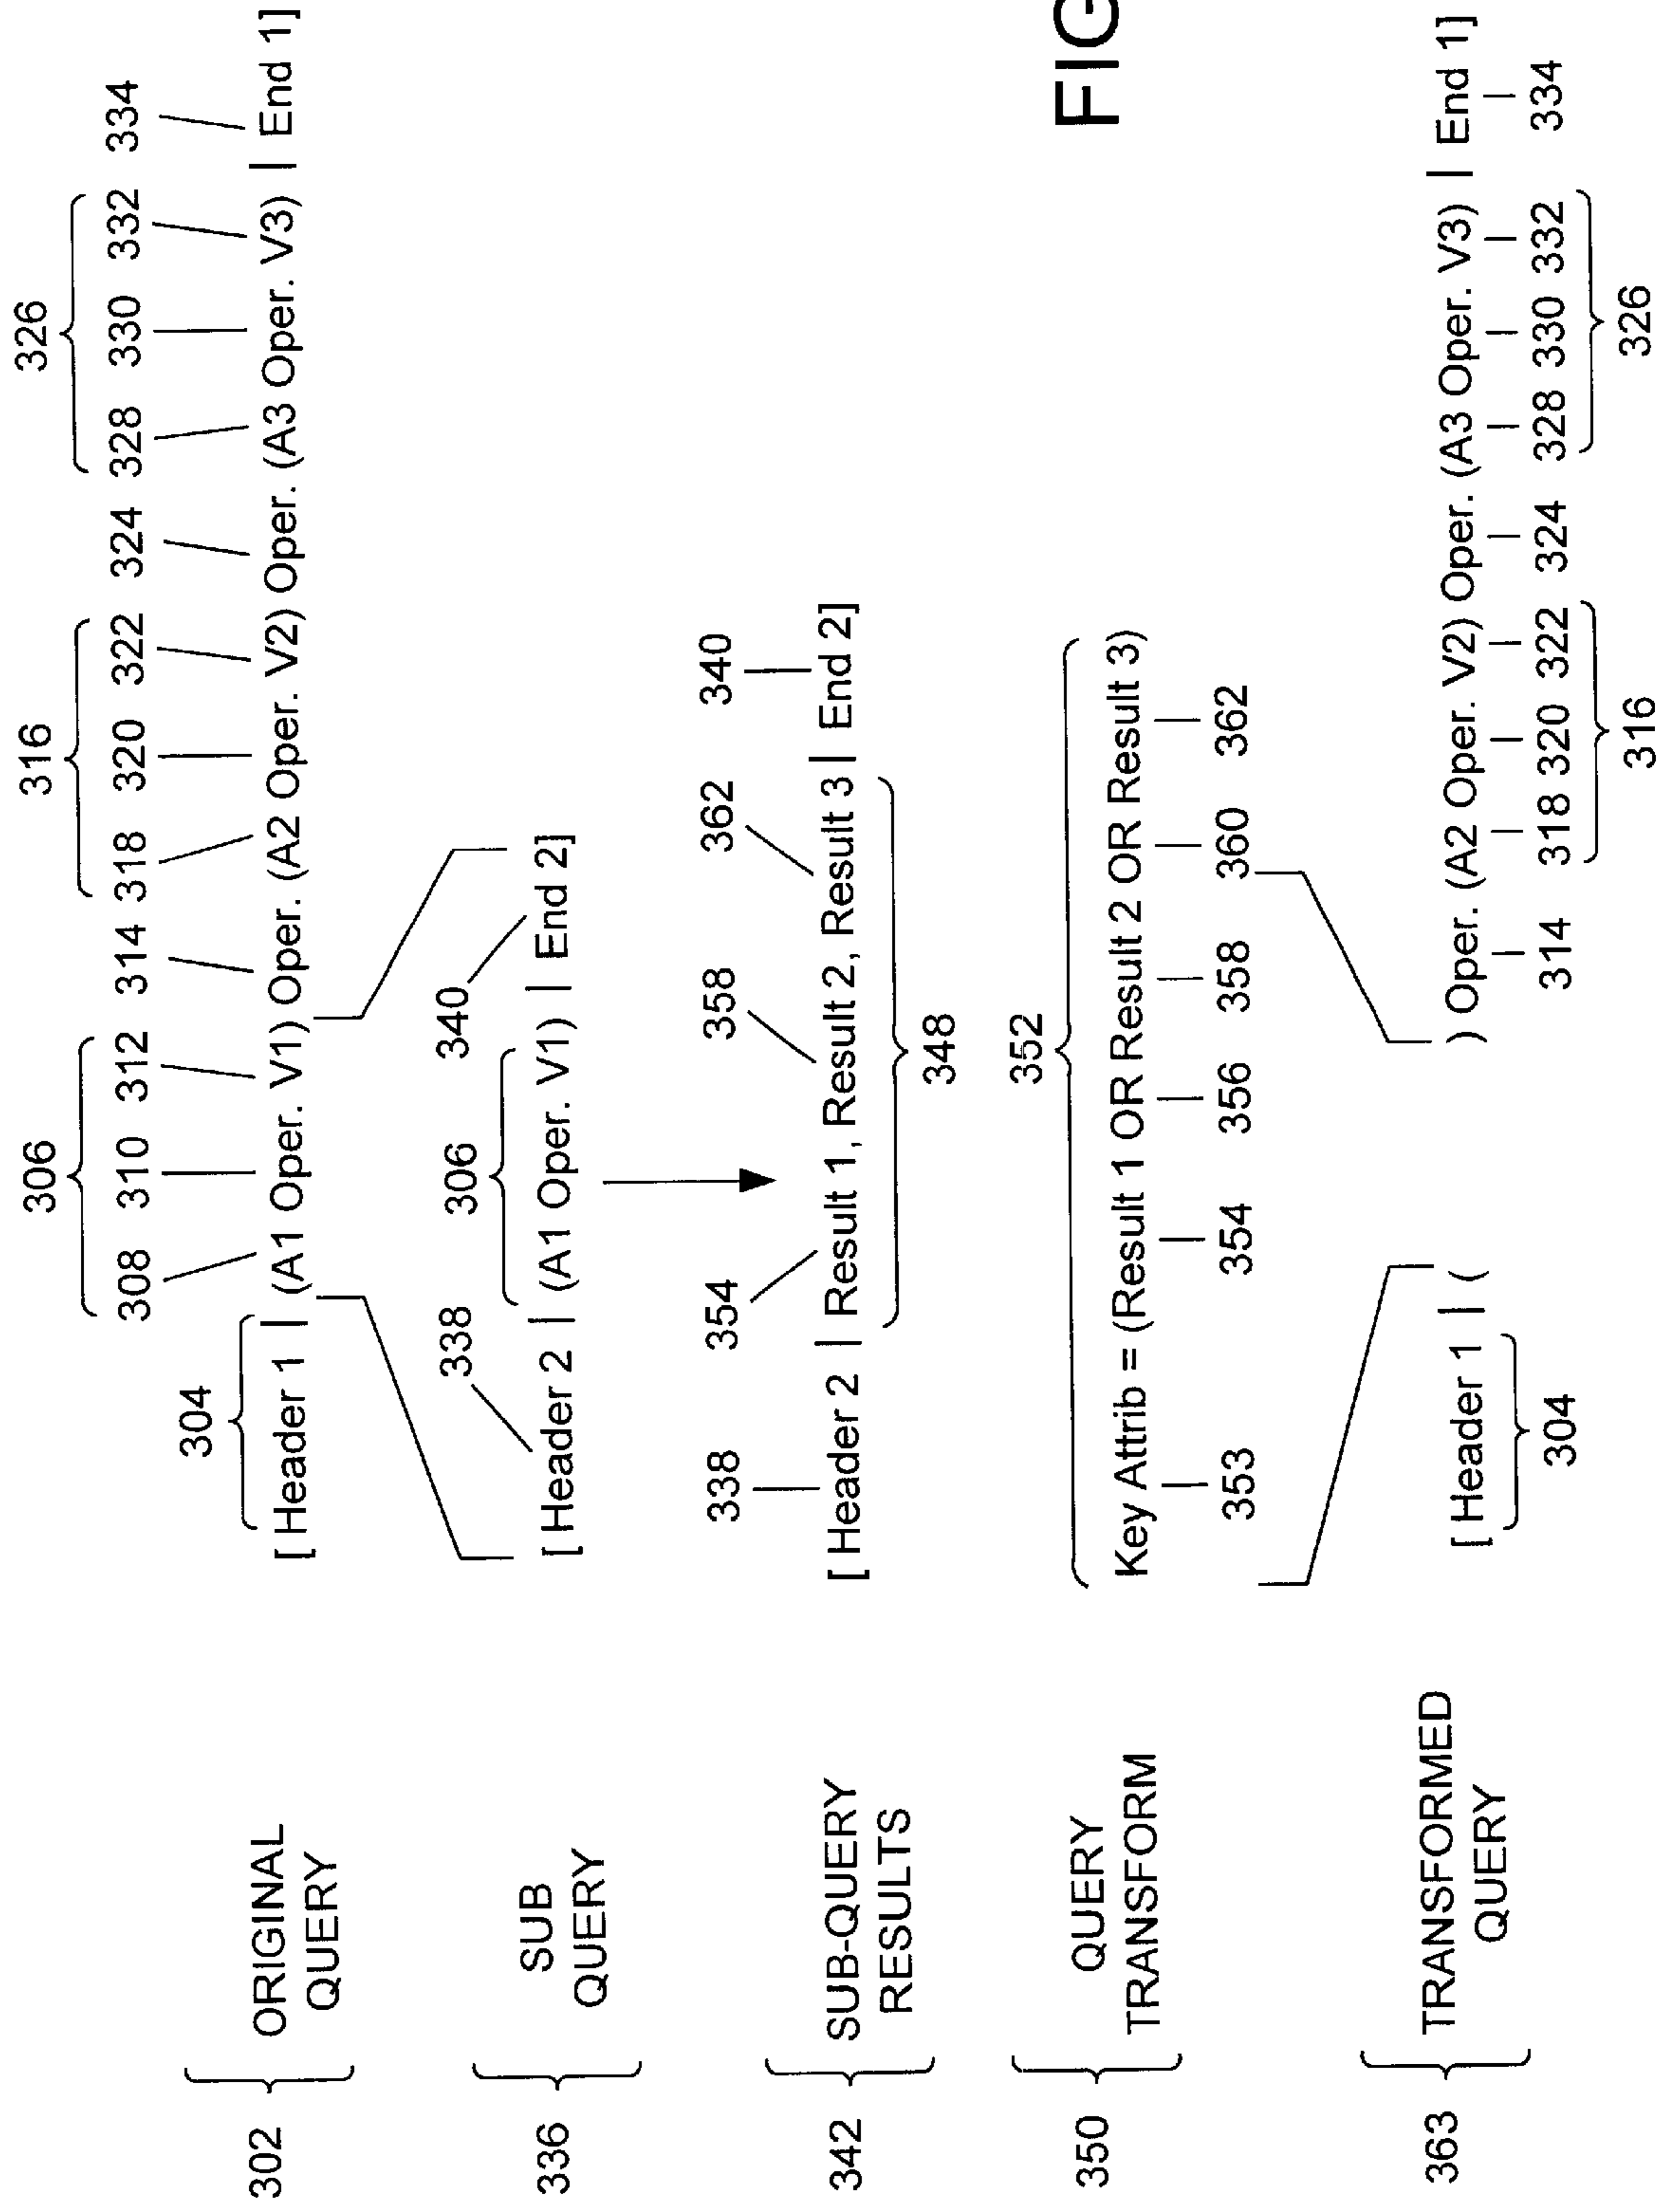 326
316
306
328 330 332 334
318 320 322 324
308 310 312 314
304
302 ORIGINAL QUERY [ Header 1 | (A1 Oper. V1) Oper. (A2 Oper. V2) Oper. (A3 Oper. V3) | End 1]
338 306 340
336 SUB QUERY [ Header 2 | (A1 Oper. V1) | End 2]
338 354 358 362 340
342 SUB-QUERY RESULTS [ Header 2 | Result 1, Result 2, Result 3 | End 2]
348
352
350 QUERY TRANSFORM Key Attrib = (Result 1 OR Result 2 OR Result 3)
353 354 356 358 360 362
FIG
363 TRANSFORMED QUERY [ Header 1 | ( ) Oper. (A2 Oper. V2) Oper. (A3 Oper. V3) | End 1]
304 314 318 320 322 324 328 330 332 334
316 326